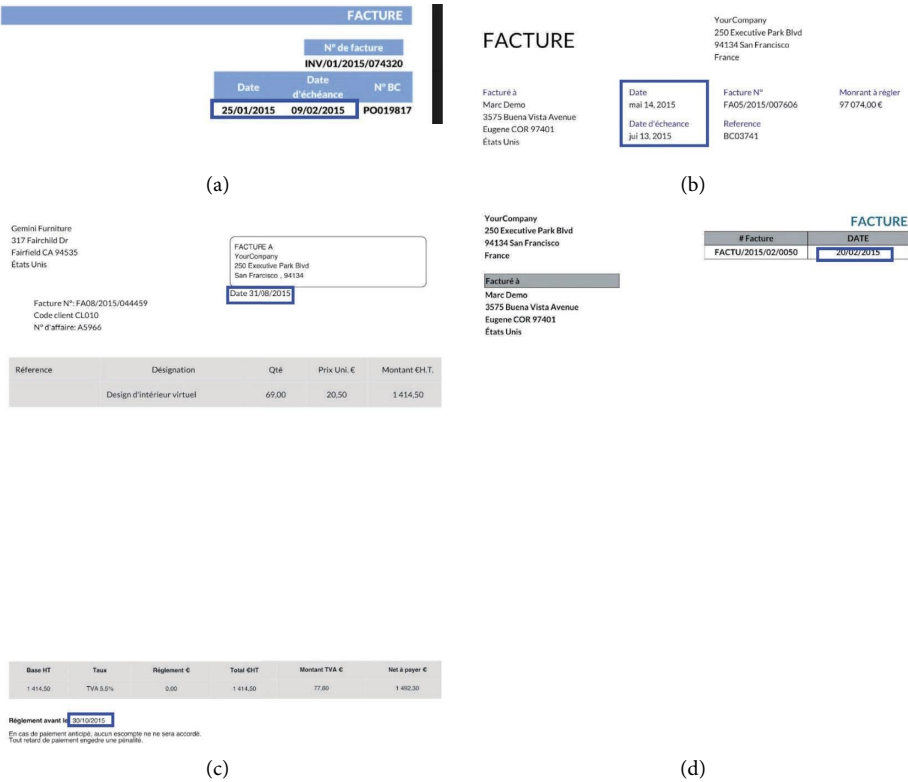 FACTURE
N° de facture
INV/01/2015/074320
Date Date d'échéance N° BC
25/01/2015 09/02/2015 PO019817
(a)
FACTURE
YourCompany
250 Executive Park Blvd
94134 San Francisco
France
Facturé à
Marc Demo
3575 Buena Vista Avenue
Eugene COR 97401
États Unis
Date
mai 14, 2015
Date d'écheance
jui 13, 2015
Facture N°
FA05/2015/007606
Reference
BC03741
Monrant à régler
97 074,00 €
(b)
Gemini Furniture
317 Fairchild Dr
Fairfield CA 94535
États Unis
FACTURE A
YourCompany
250 Executive Park Blvd
San Francisco , 94134
Date 31/08/2015
Facture N°: FA08/2015/044459
Code client CL010
N° d'affaire: A5966
Réference Désignation Qté Prix Uni. € Montant €H.T.
Design d'intérieur virtuel 69,00 20,50 1 414,50
Base HT Taux Règlement € Total €HT Montant TVA € Net à payer €
1 414,50 TVA 5.5% 0.00 1 414,50 77,80 1 492,30
Réglement avant le 30/10/2015
En cas de paiement anticipé, aucun escompte ne ne sera accordé.
Tout retard de paiement engedre une pénalité.
(c)
YourCompany
250 Executive Park Blvd
94134 San Francisco
France
FACTURE
# Facture DATE
FACTU/2015/02/0050 20/02/2015
Facturé à
Marc Demo
3575 Buena Vista Avenue
Eugene COR 97401
États Unis
(d)